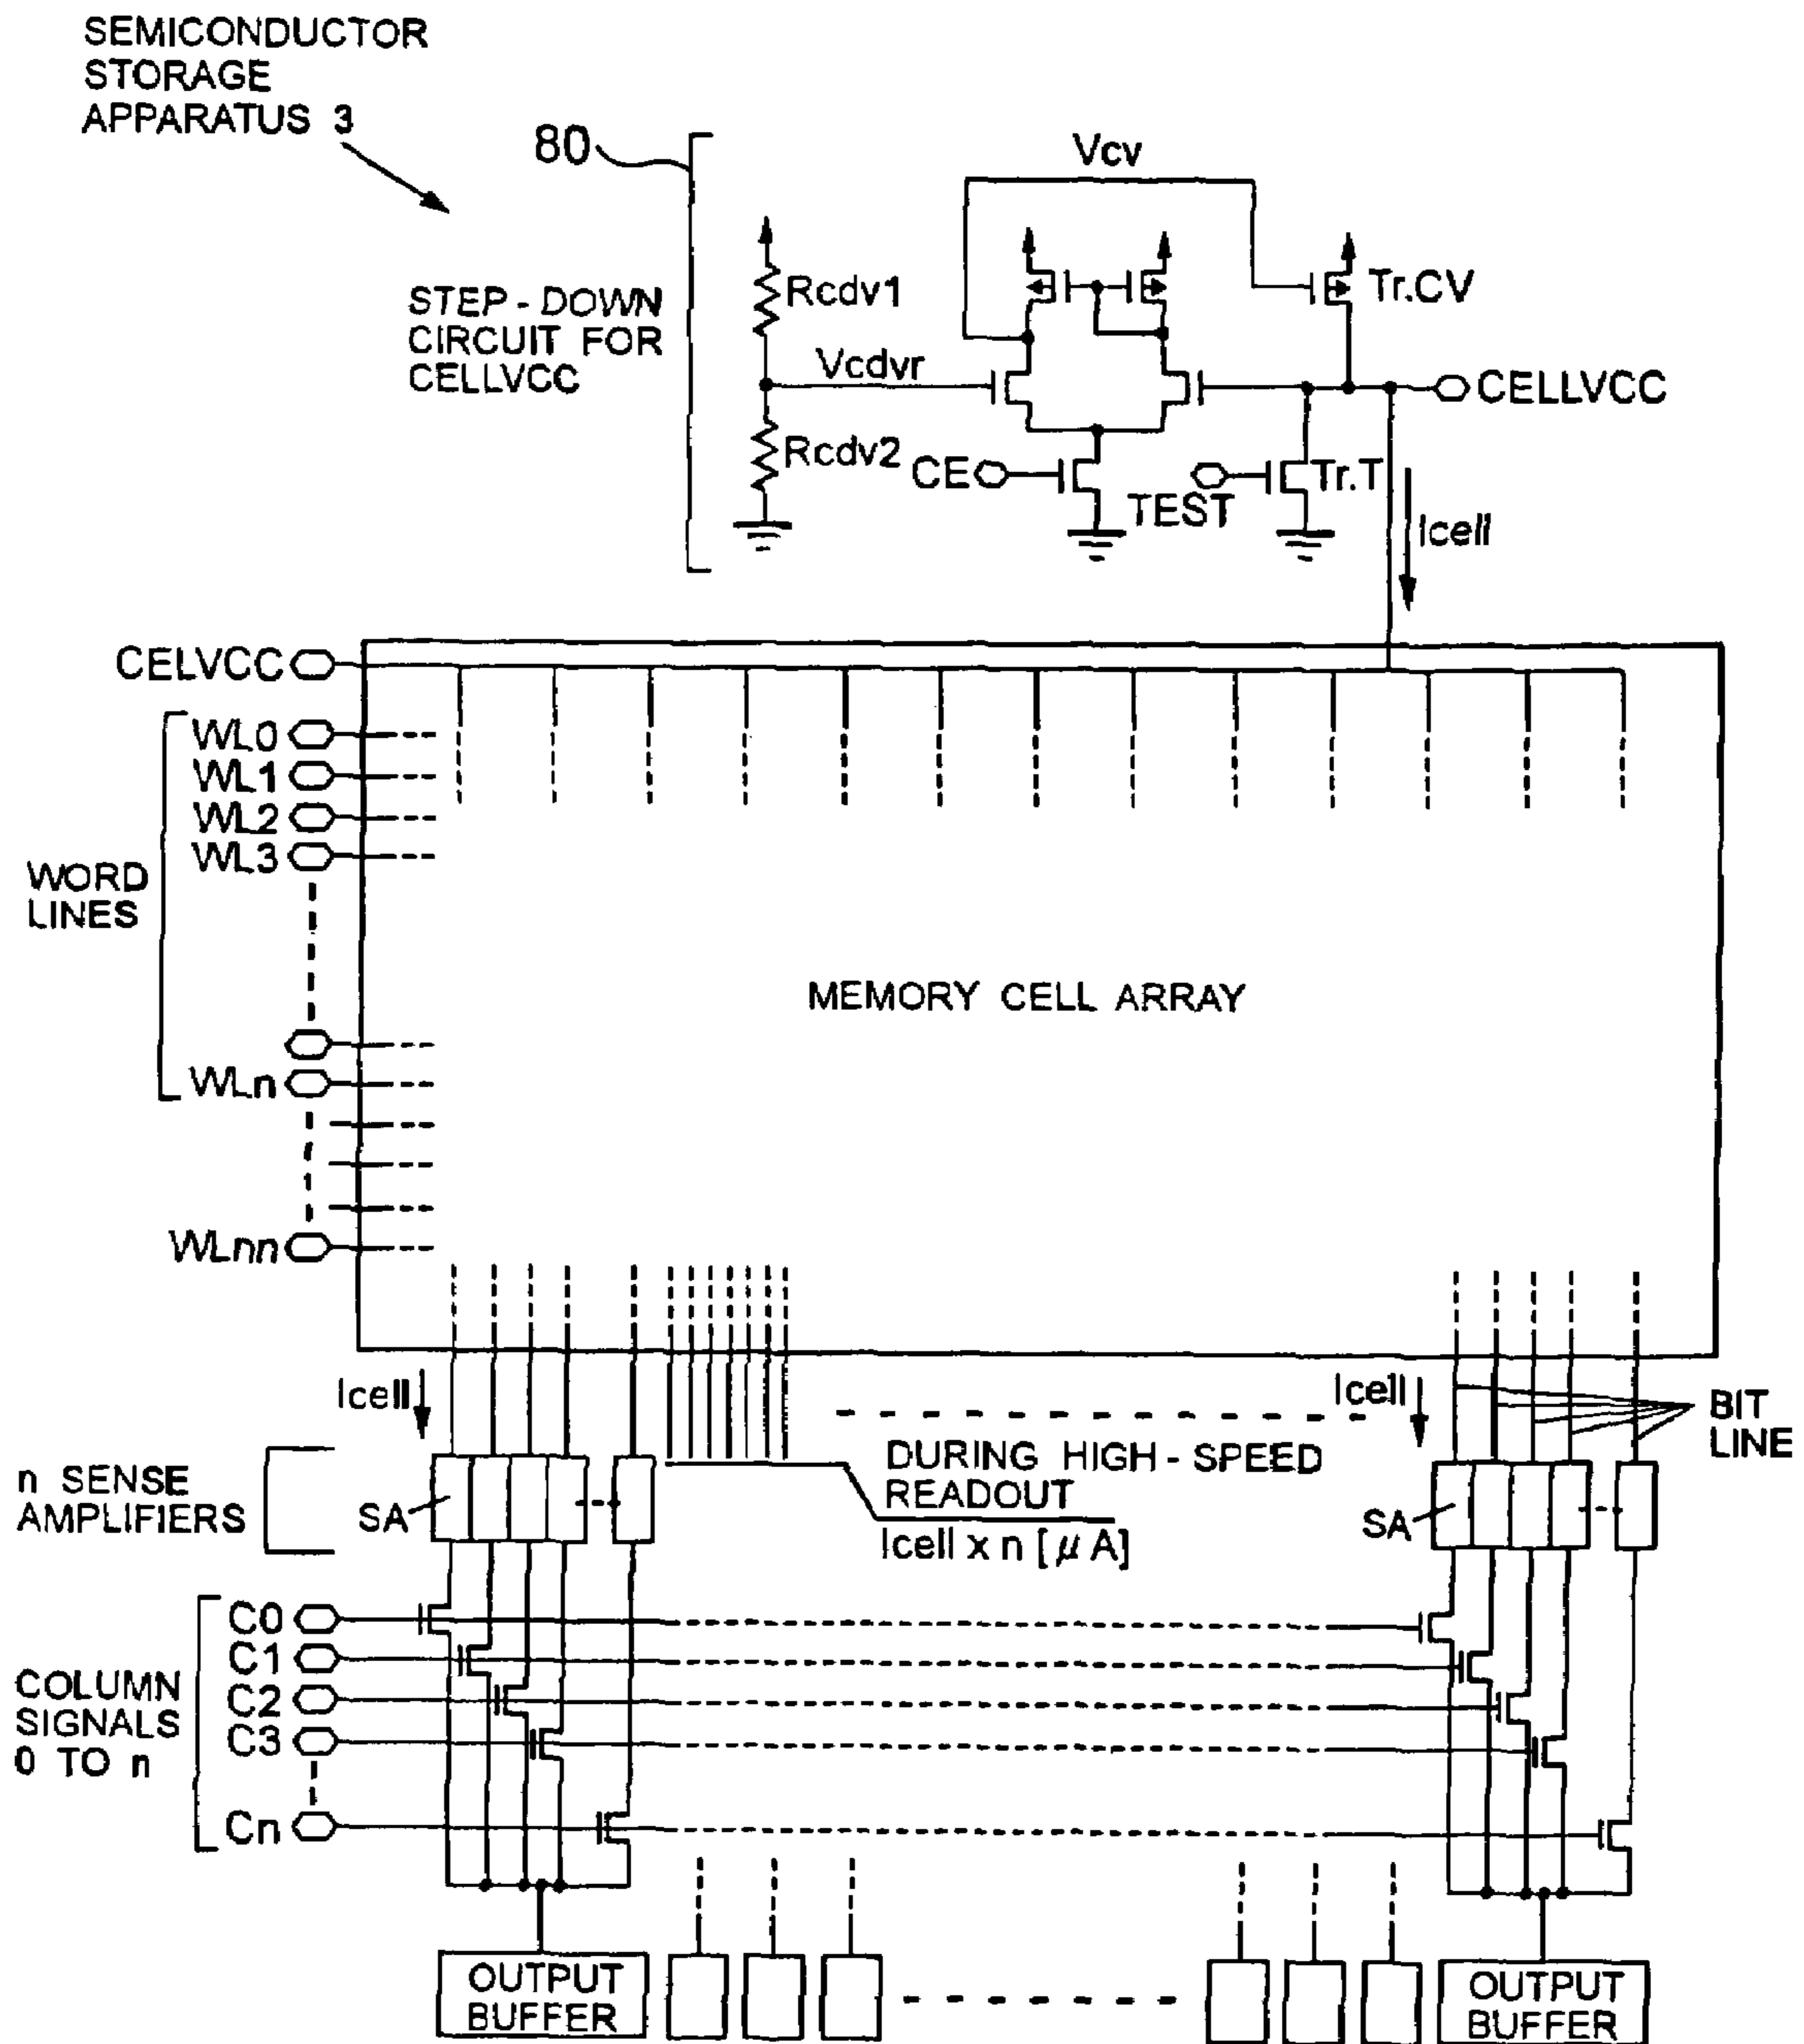 SEMICONDUCTOR
STORAGE
APPARATUS 3
80
Vcv
STEP-DOWN
CIRCUIT FOR
CELLVCC
Rcdv1
Tr.CV
Vcdvr
CELLVCC
Rcdv2
CE
TEST
Tr.T
Icell
CELVCC
WL0
WL1
WL2
WL3
WORD
LINES
MEMORY CELL ARRAY
WLn
WLnn
Icell
Icell
BIT
LINE
n SENSE
AMPLIFIERS
SA
DURING HIGH-SPEED
READOUT
Icell x n [μA]
SA
C0
C1
C2
C3
Cn
COLUMN
SIGNALS
0 TO n
OUTPUT
BUFFER
OUTPUT
BUFFER